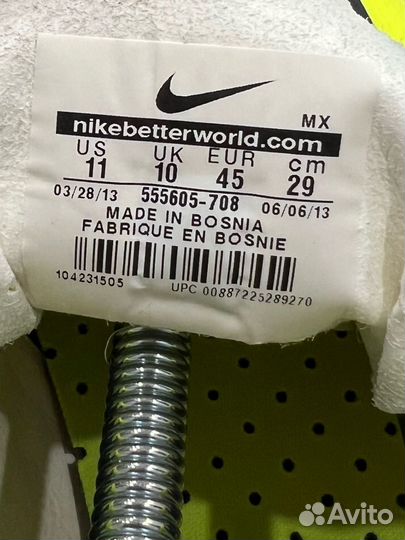 MX
nikebetterworld.com
US UK EUR cm
11 10 45 29
03/28/13 555605-708 06/06/13
MADE IN BOSNIA
FABRIQUE EN BOSNIE
104231505 UPC 00887225289270
Avito